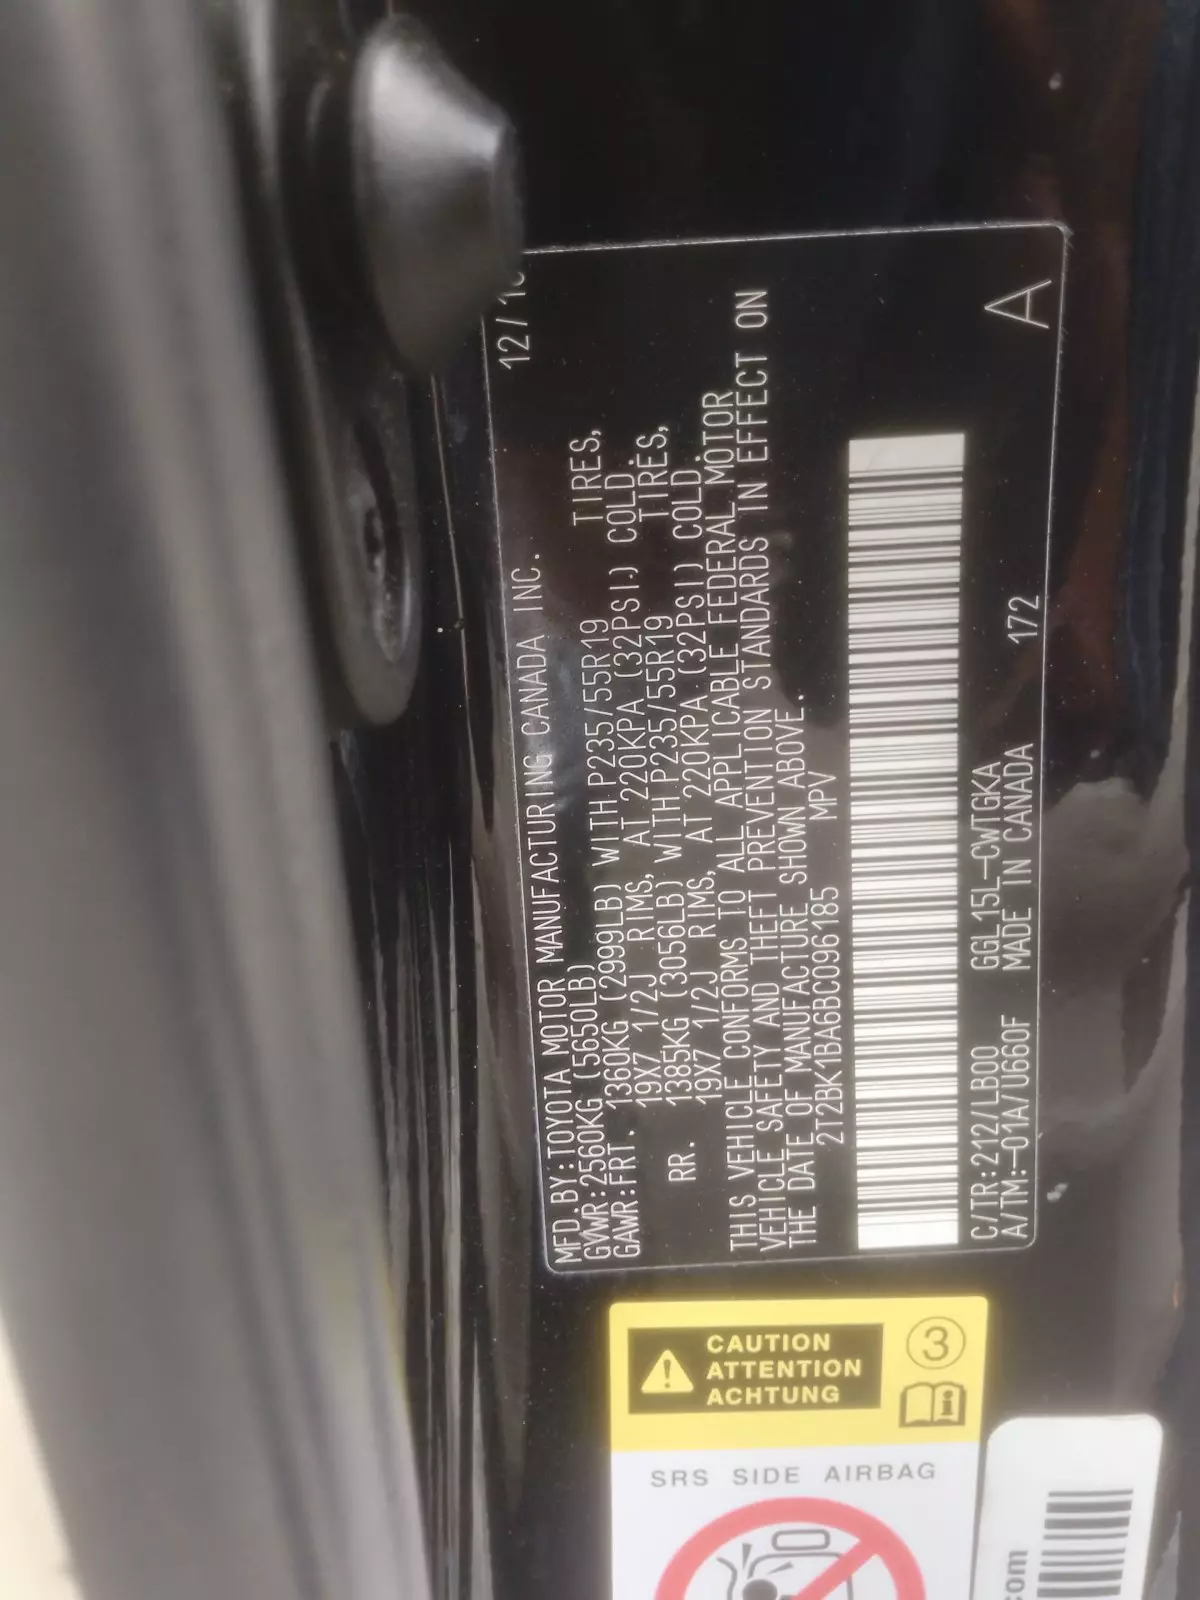 12/1
MFD.BY:TOYOTA MOTOR MANUFACTURING CANADA INC.
GVWR:2560KG (5650LB)
GAWR:FRT. 1360KG (2999LB) WITH P235/55R19 TIRES,
19X7 1/2J RIMS, AT 220KPA (32PSI.) COLD.
RR. 1385KG (3056LB) WITH P235/55R19 TIRES,
19X7 1/2J RIMS, AT 220KPA (32PSI) COLD.
THIS VEHICLE CONFORMS TO ALL APPLICABLE FEDERAL MOTOR
VEHICLE SAFETY AND THEFT PREVENTION STANDARDS IN EFFECT ON
THE DATE OF MANUFACTURE SHOWN ABOVE.
2T2BK1BA6BC096185 MPV
C/TR:212/LB00 GGL15L-CWTGKA
A/TM:-01A/U660F MADE IN CANADA 172
A
CAUTION
ATTENTION
ACHTUNG
3
SRS SIDE AIRBAG
.com